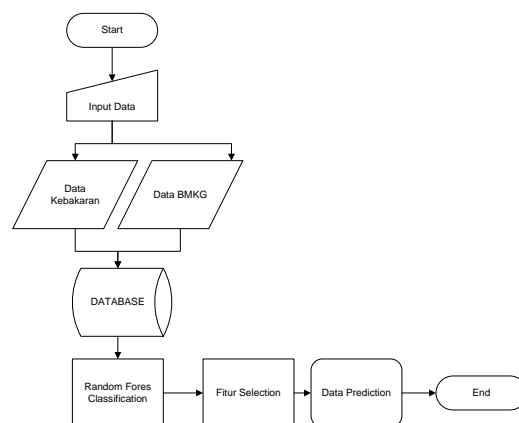 Start
Input Data
Data
Kebakaran
Data BMKG
DATABASE
Random Fores
Classification
Fitur Selection
Data Prediction
End